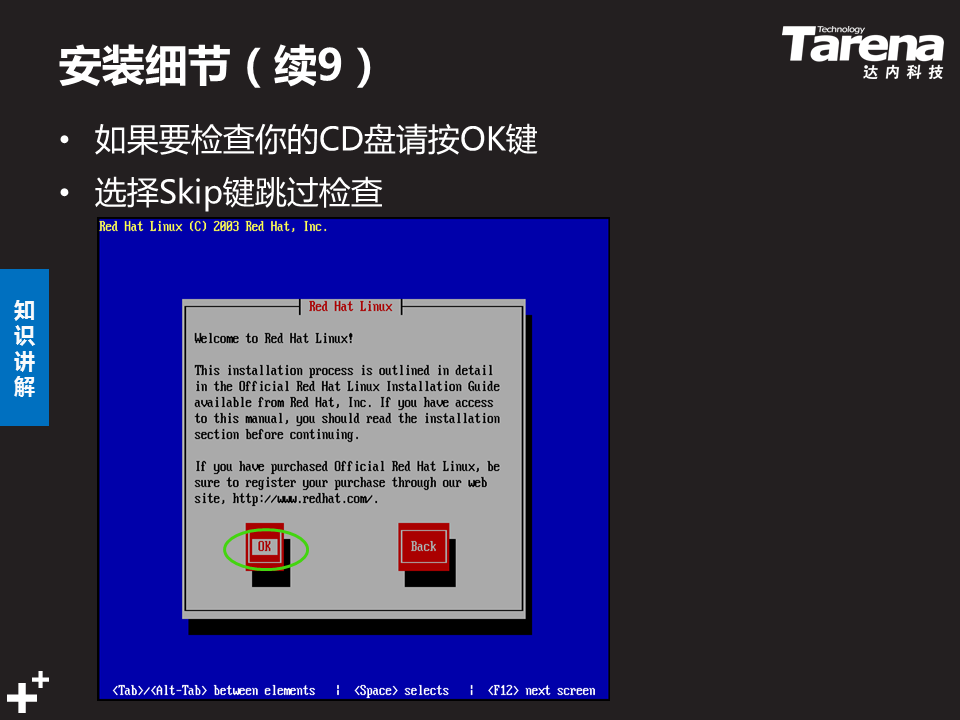 安装细节（续9）
Technology
Tarena
达内科技
• 如果要检查你的CD盘请按OK键
• 选择Skip键跳过检查
知识讲解
Red Hat Linux (C) 2003 Red Hat, Inc.
Red Hat Linux
Welcome to Red Hat Linux!
This installation process is outlined in detail
in the Official Red Hat Linux Installation Guide
available from Red Hat, Inc. If you have access
to this manual, you should read the installation
section before continuing.
If you have purchased Official Red Hat Linux, be
sure to register your purchase through our web
site, http://www.redhat.com/.
OK Back
<Tab>/<Alt-Tab> between elements | <Space> selects | <F12> next screen